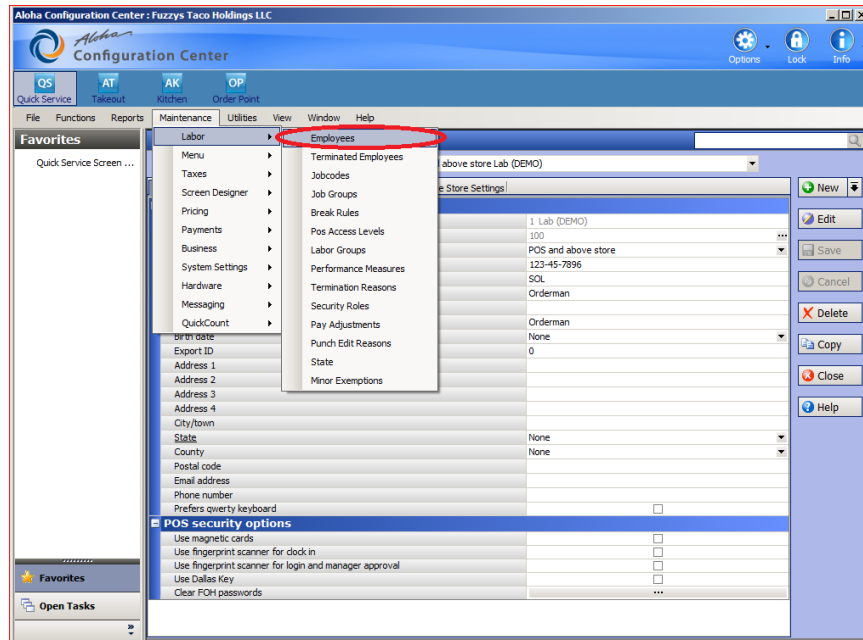 Aloha Configuration Center : Fuzzys Taco Holdings LLC
Aloha
Configuration Center
Options
Lock
Info
QS
AT
AK
OP
Quick Service
Takeout
Kitchen
Order Point
File
Functions
Reports
Maintenance
Utilities
View
Window
Help
Favorites
Quick Service Screen ...
Labor
Menu
Taxes
Screen Designer
Pricing
Payments
Business
System Settings
Hardware
Messaging
QuickCount
Employees
Terminated Employees
Jobcodes
Job Groups
Break Rules
Pos Access Levels
Labor Groups
Performance Measures
Termination Reasons
Security Roles
Pay Adjustments
Punch Edit Reasons
State
Minor Exemptions
above store Lab (DEMO)
e Store Settings
1 Lab (DEMO)
100
POS and above store
123-45-7896
SOL
Orderman
Orderman
Birth date
None
Export ID
0
Address 1
Address 2
Address 3
Address 4
City/town
State
None
County
None
Postal code
Email address
Phone number
Prefers qwerty keyboard
POS security options
Use magnetic cards
Use fingerprint scanner for clock in
Use fingerprint scanner for login and manager approval
Use Dallas Key
Clear FOH passwords
...
New
Edit
Save
Cancel
Delete
Copy
Close
Help
Favorites
Open Tasks